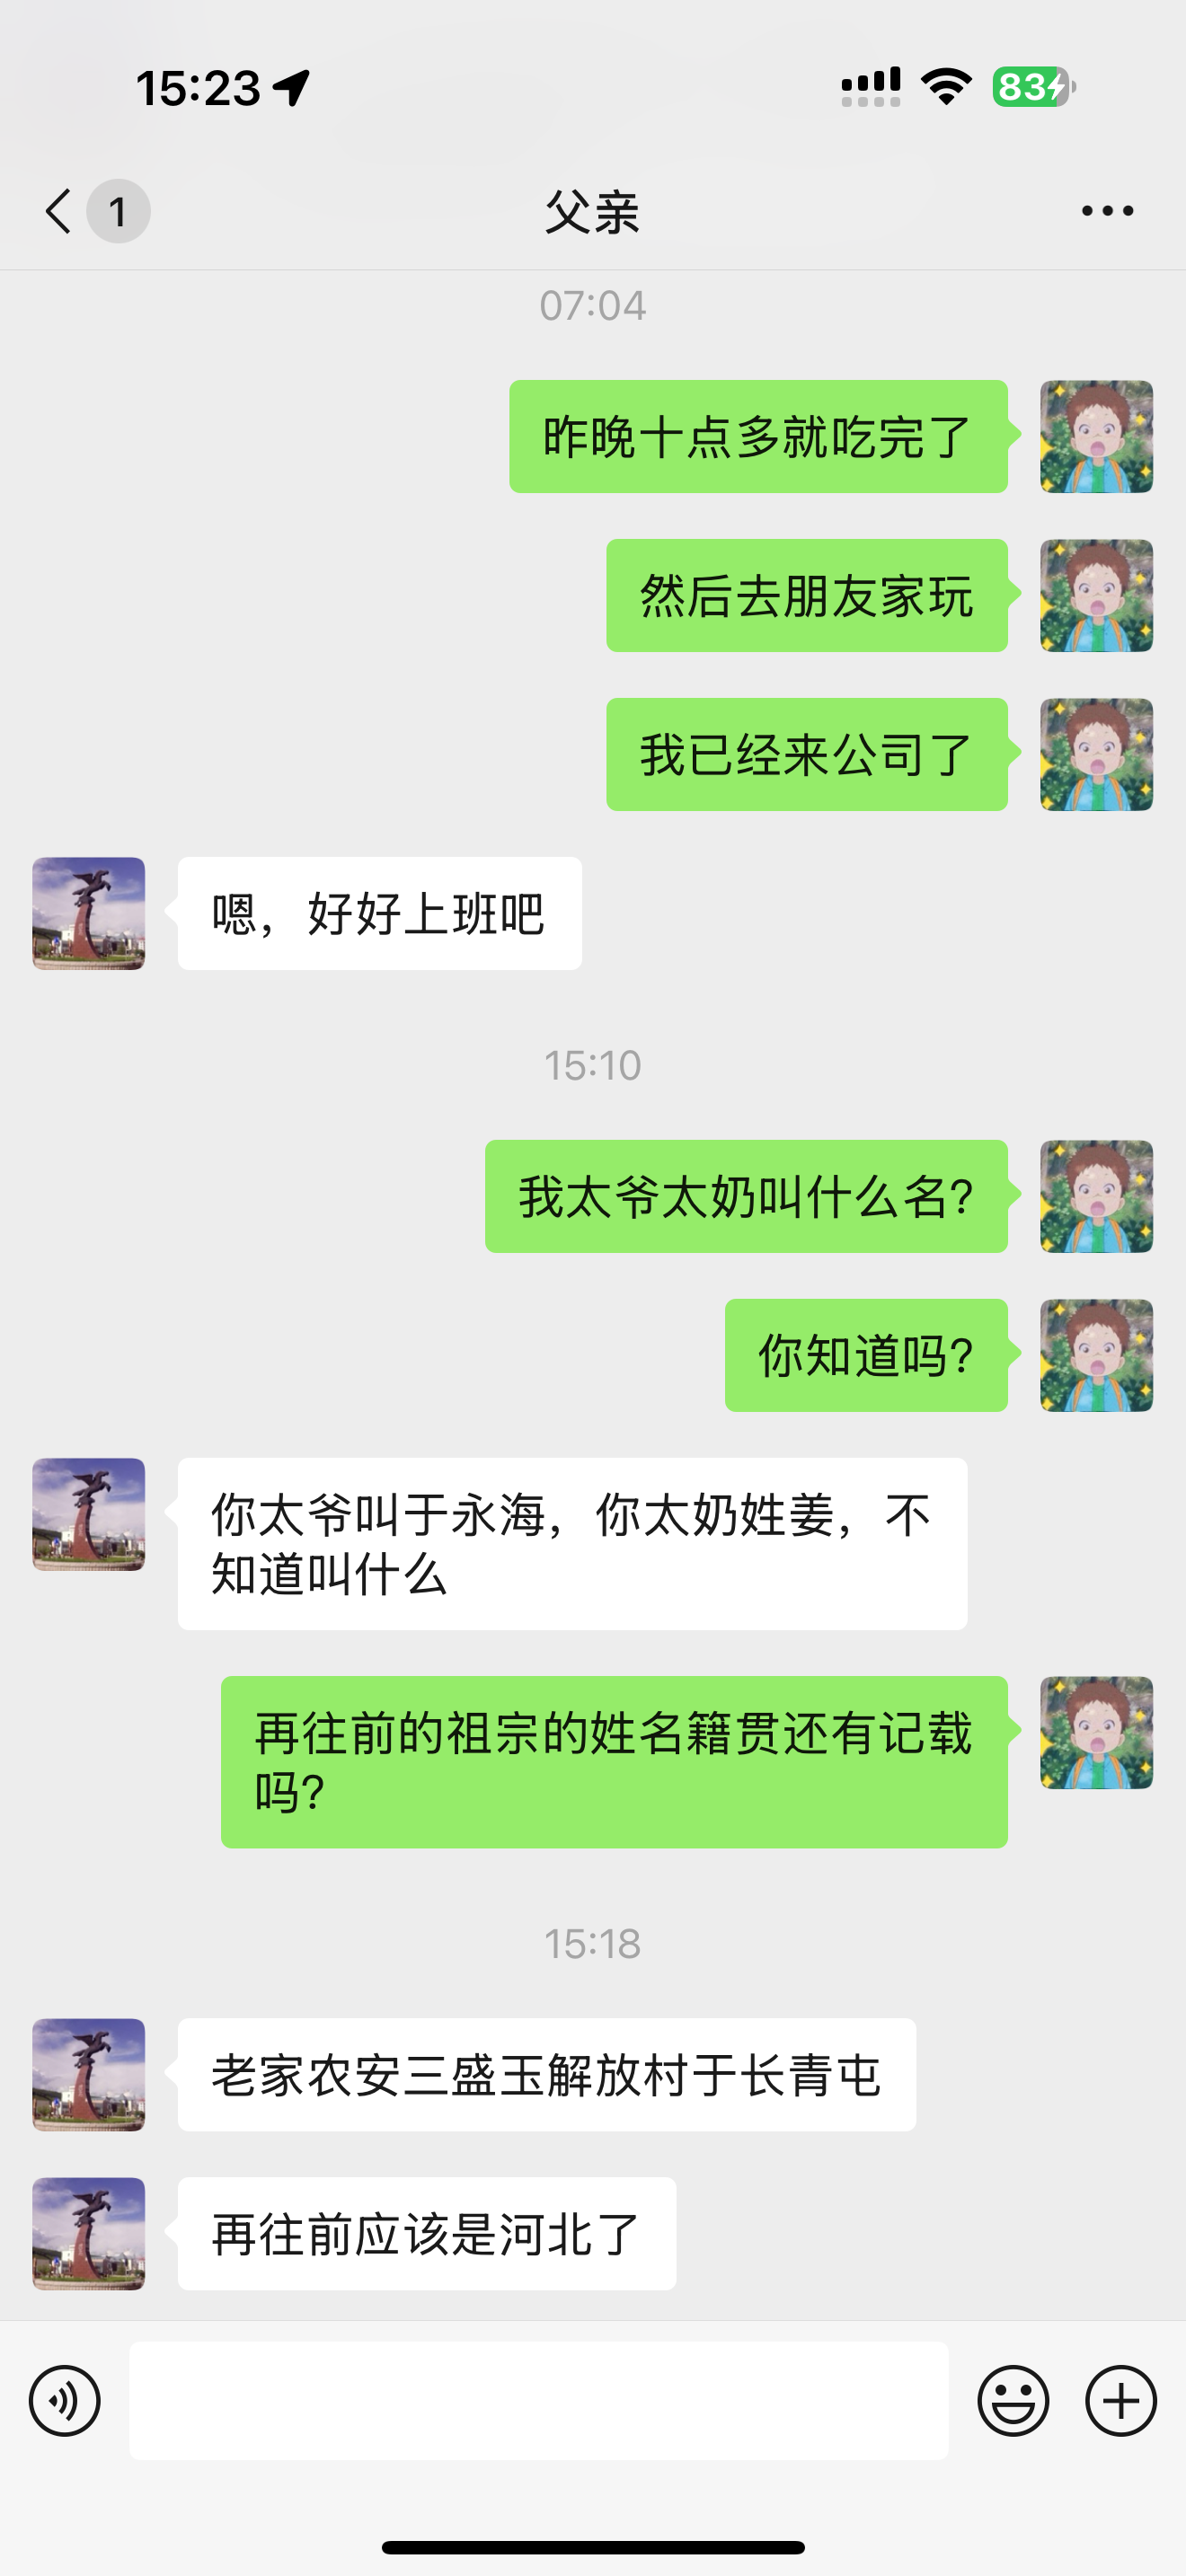 15:23
83
1
父亲
07:04
昨晚十点多就吃完了
然后去朋友家玩
我已经来公司了
嗯，好好上班吧
15:10
我太爷太奶叫什么名?
你知道吗?
你太爷叫于永海，你太奶姓姜，不
知道叫什么
再往前的祖宗的姓名籍贯还有记载
吗?
15:18
老家农安三盛玉解放村于长青屯
再往前应该是河北了